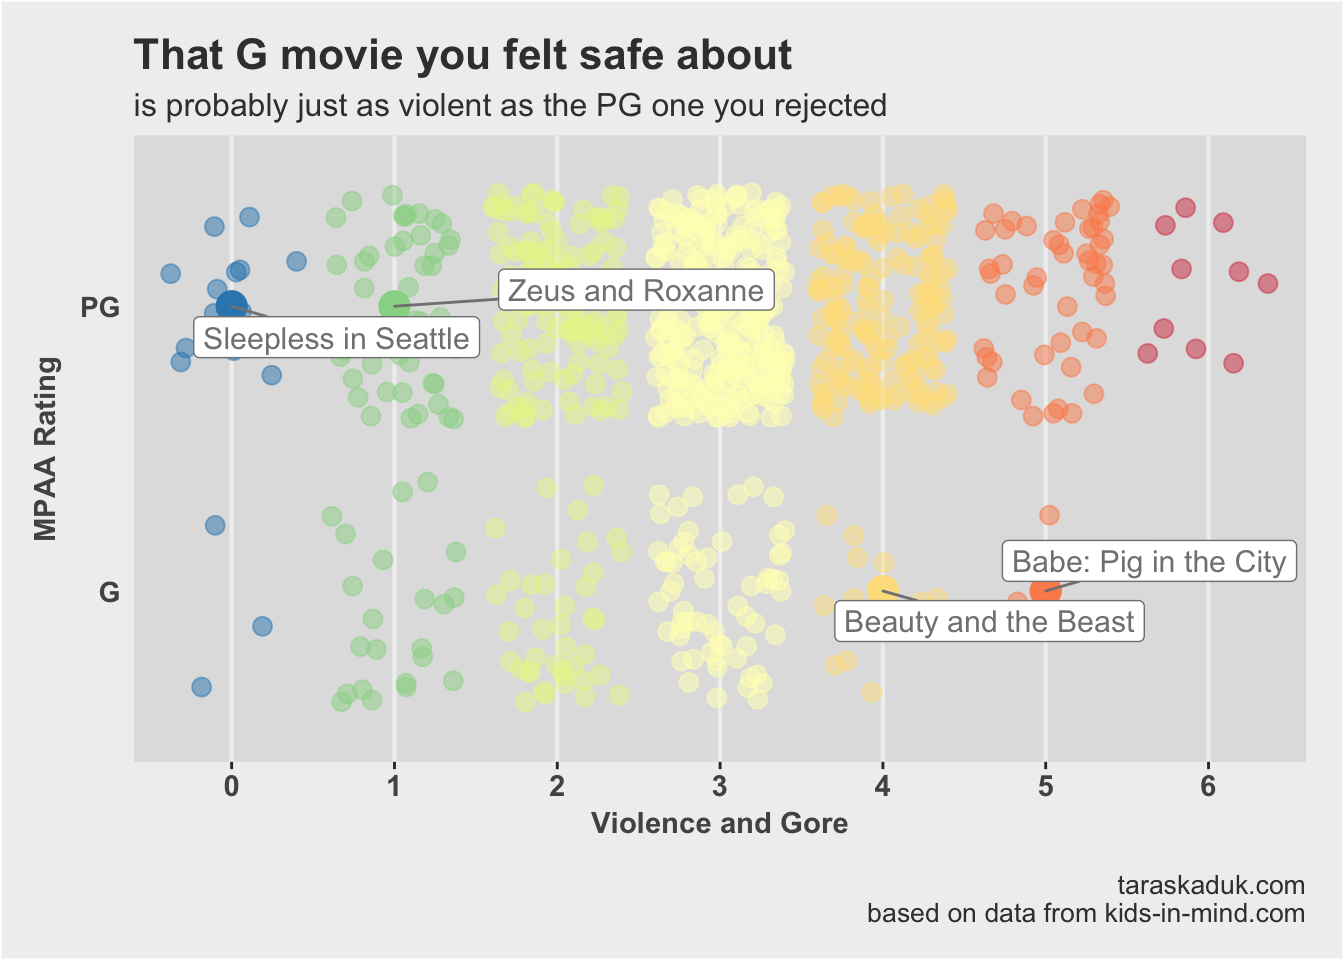 That G movie you felt safe about
is probably just as violent as the PG one you rejected
Zeus and Roxanne
PG
Sleepless in Seattle
MPAA Rating
Babe: Pig in the City
G
Beauty and the Beast
0 1 2 3 4 5 6
Violence and Gore
taraskaduk.com
based on data from kids-in-mind.com